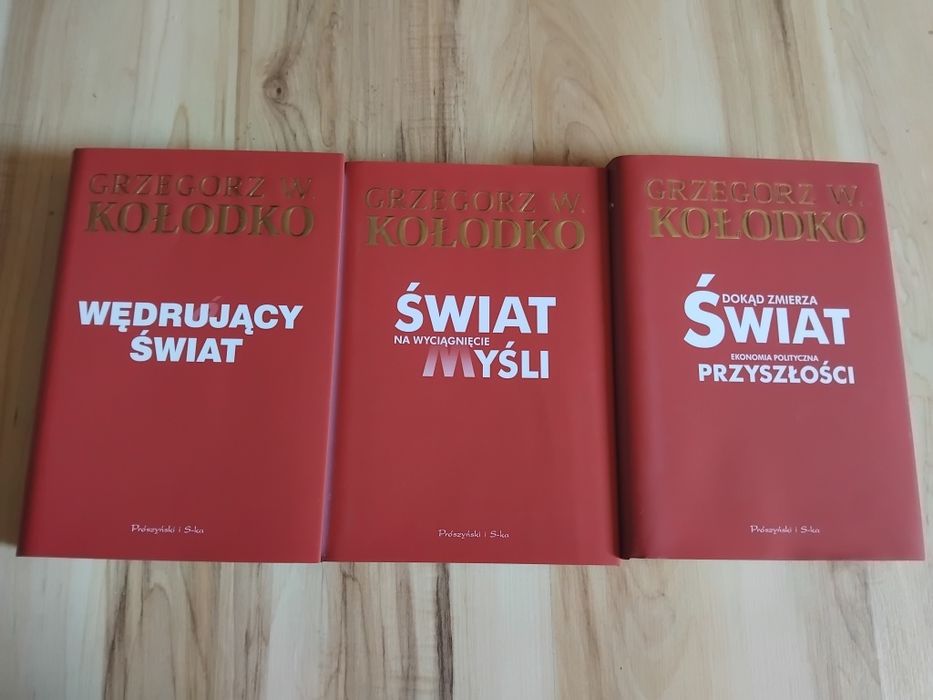 GRZEGORZ W.
KOŁODKO
WĘDRUJĄCY
ŚWIAT
Prószyński i S-ka
GRZEGORZ W.
KOŁODKO
ŚWIAT
NA WYCIĄGNIĘCIE
MYŚLI
Prószyński i S-ka
GRZEGORZ W.
KOŁODKO
DOKĄD ZMIERZA
ŚWIAT
EKONOMIA POLITYCZNA
PRZYSZŁOŚCI
Prószyński i S-ka